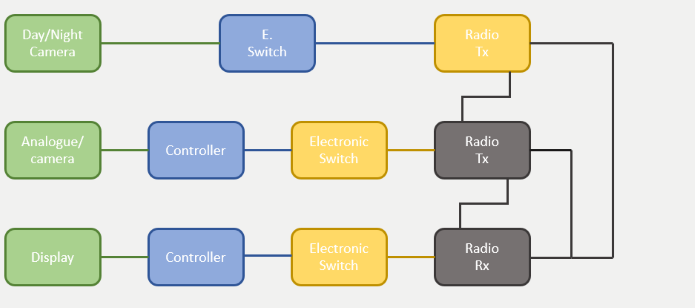 Day/Night
Camera
E.
Switch
Radio
Tx
Analogue/
camera
Controller
Electronic
Switch
Radio
Tx
Display
Controller
Electronic
Switch
Radio
Rx